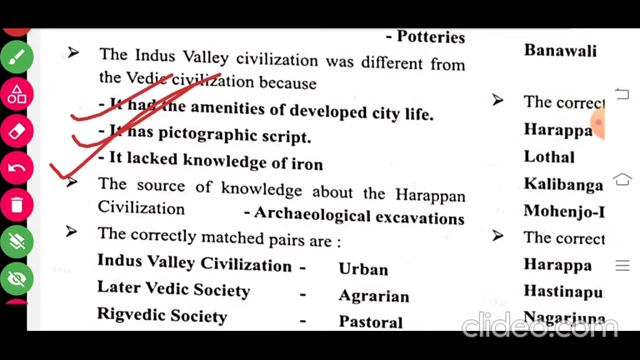 - Potteries
➢ The Indus Valley civilization was different from
the Vedic civilization because
- It had the amenities of developed city life.
- It has pictographic script.
- It lacked knowledge of iron
➢ The source of knowledge about the Harappan
Civilization - Archaeological excavations
➢ The correctly matched pairs are :
Indus Valley Civilization - Urban
Later Vedic Society - Agrarian
Rigvedic Society - Pastoral
Banawali
➢ The correct
Harappa
Lothal
Kalibanga
Mohenjo-I
➢ The correct
Harappa
Hastinapu
Nagarjuna
clideo.com